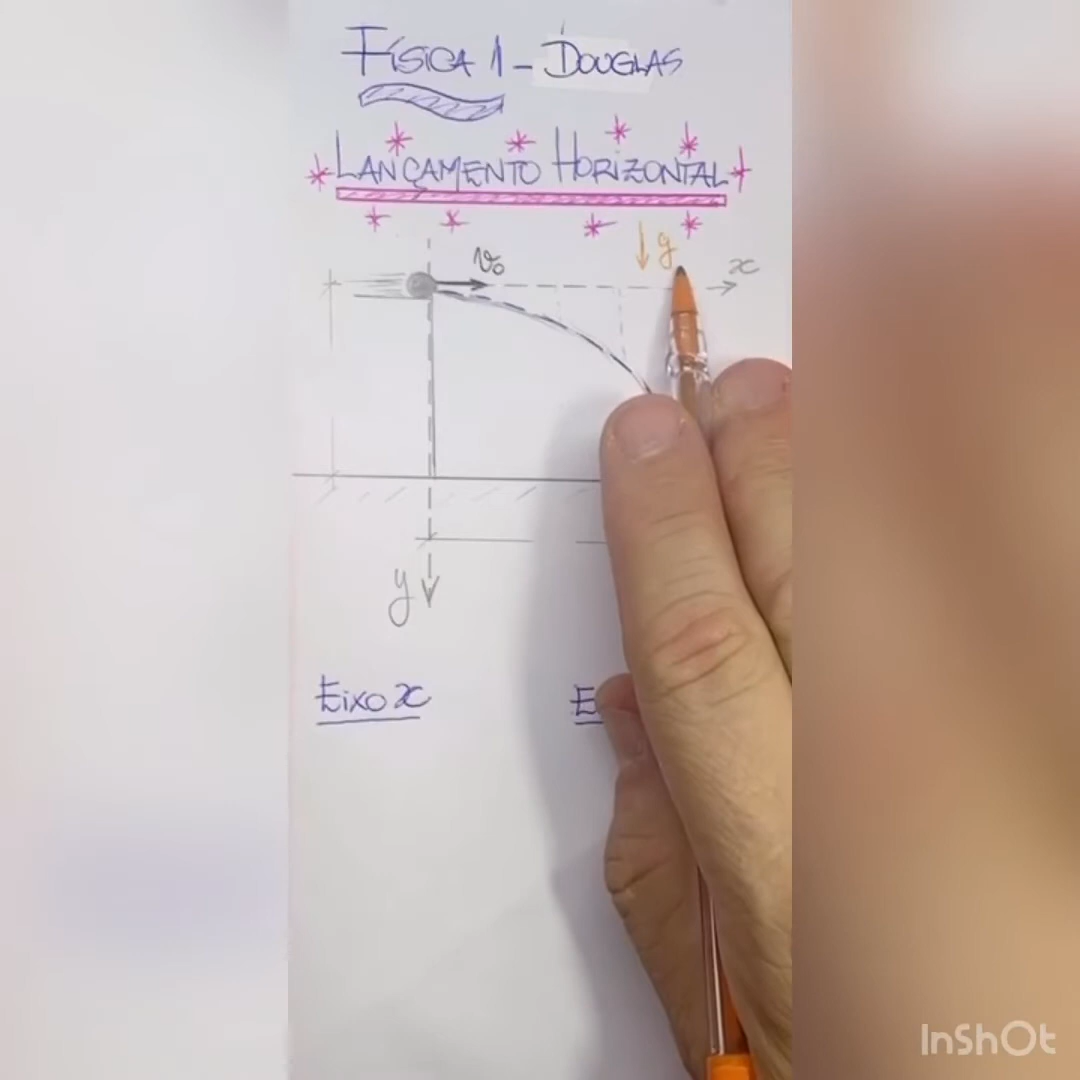 FÍSICA 1 - DOUGLAS
LANÇAMENTO HORIZONTAL
g
v₀
x
y
EIXO x
InShOt